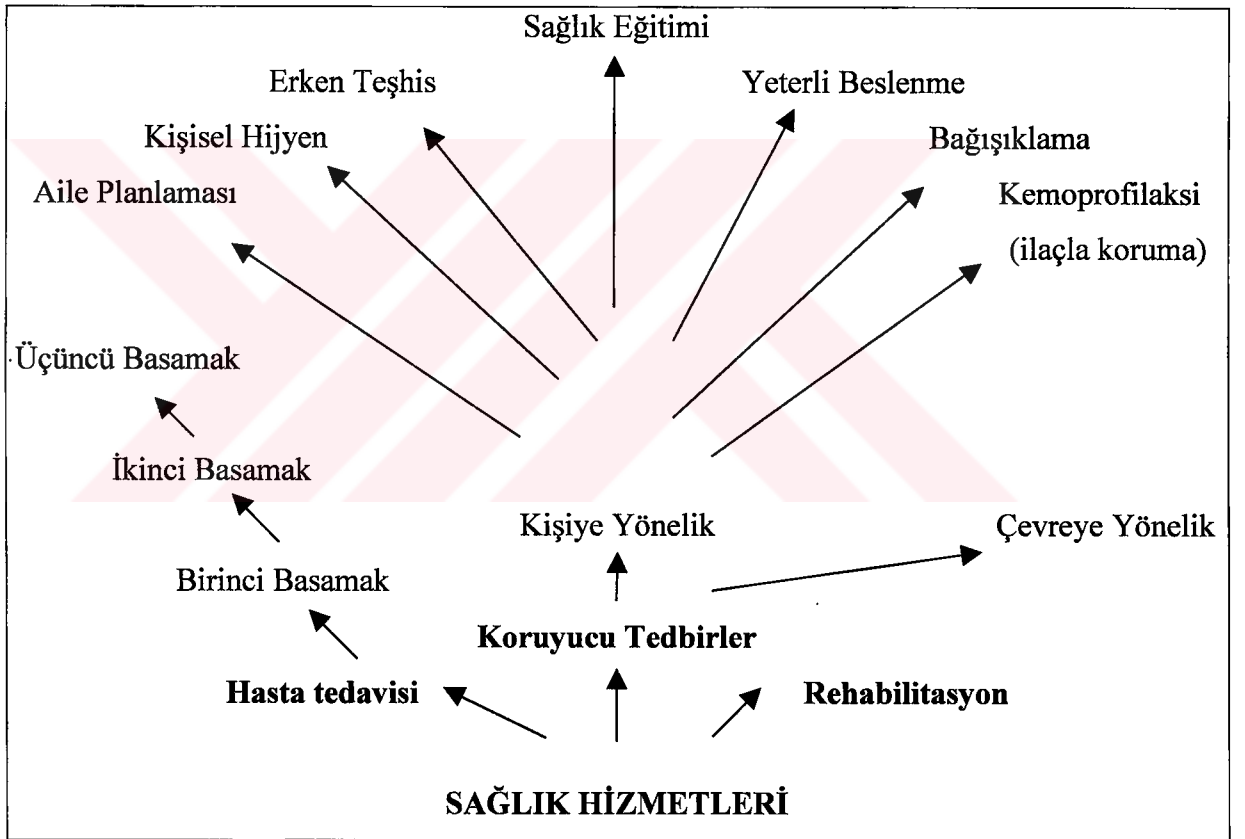 Sağlık Eğitimi
Erken Teşhis
Yeterli Beslenme
Kişisel Hijyen
Bağışıklama
Aile Planlaması
Kemoprofilaksi
(ilaçla koruma)
Üçüncü Basamak
İkinci Basamak
Kişiye Yönelik
Çevreye Yönelik
Birinci Basamak
Koruyucu Tedbirler
Hasta tedavisi
Rehabilitasyon
SAĞLIK HİZMETLERİ